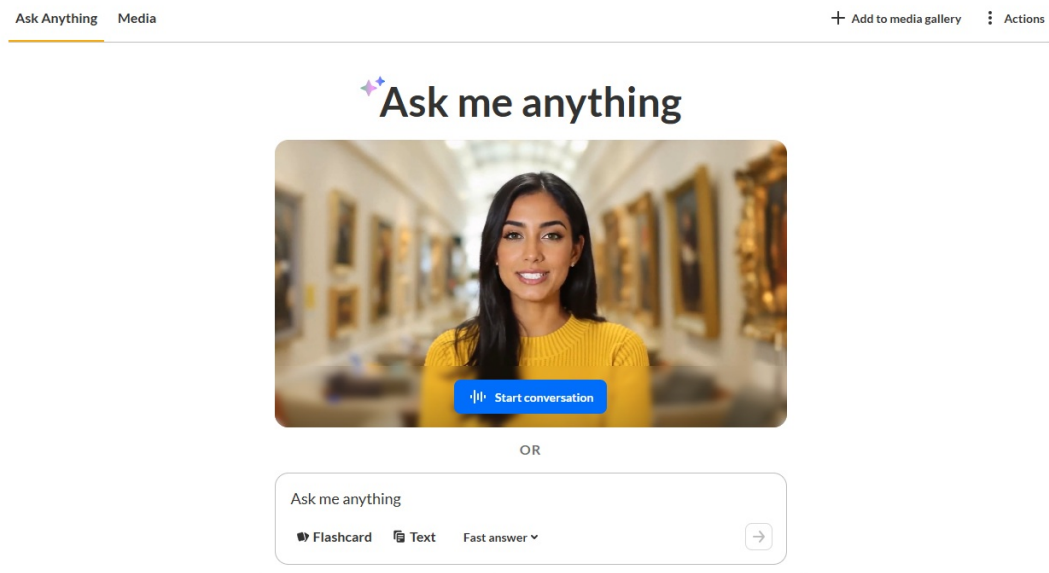 Ask Anything Media + Add to media gallery Actions
Ask me anything
Start conversation
OR
Ask me anything
Flashcard Text Fast answer